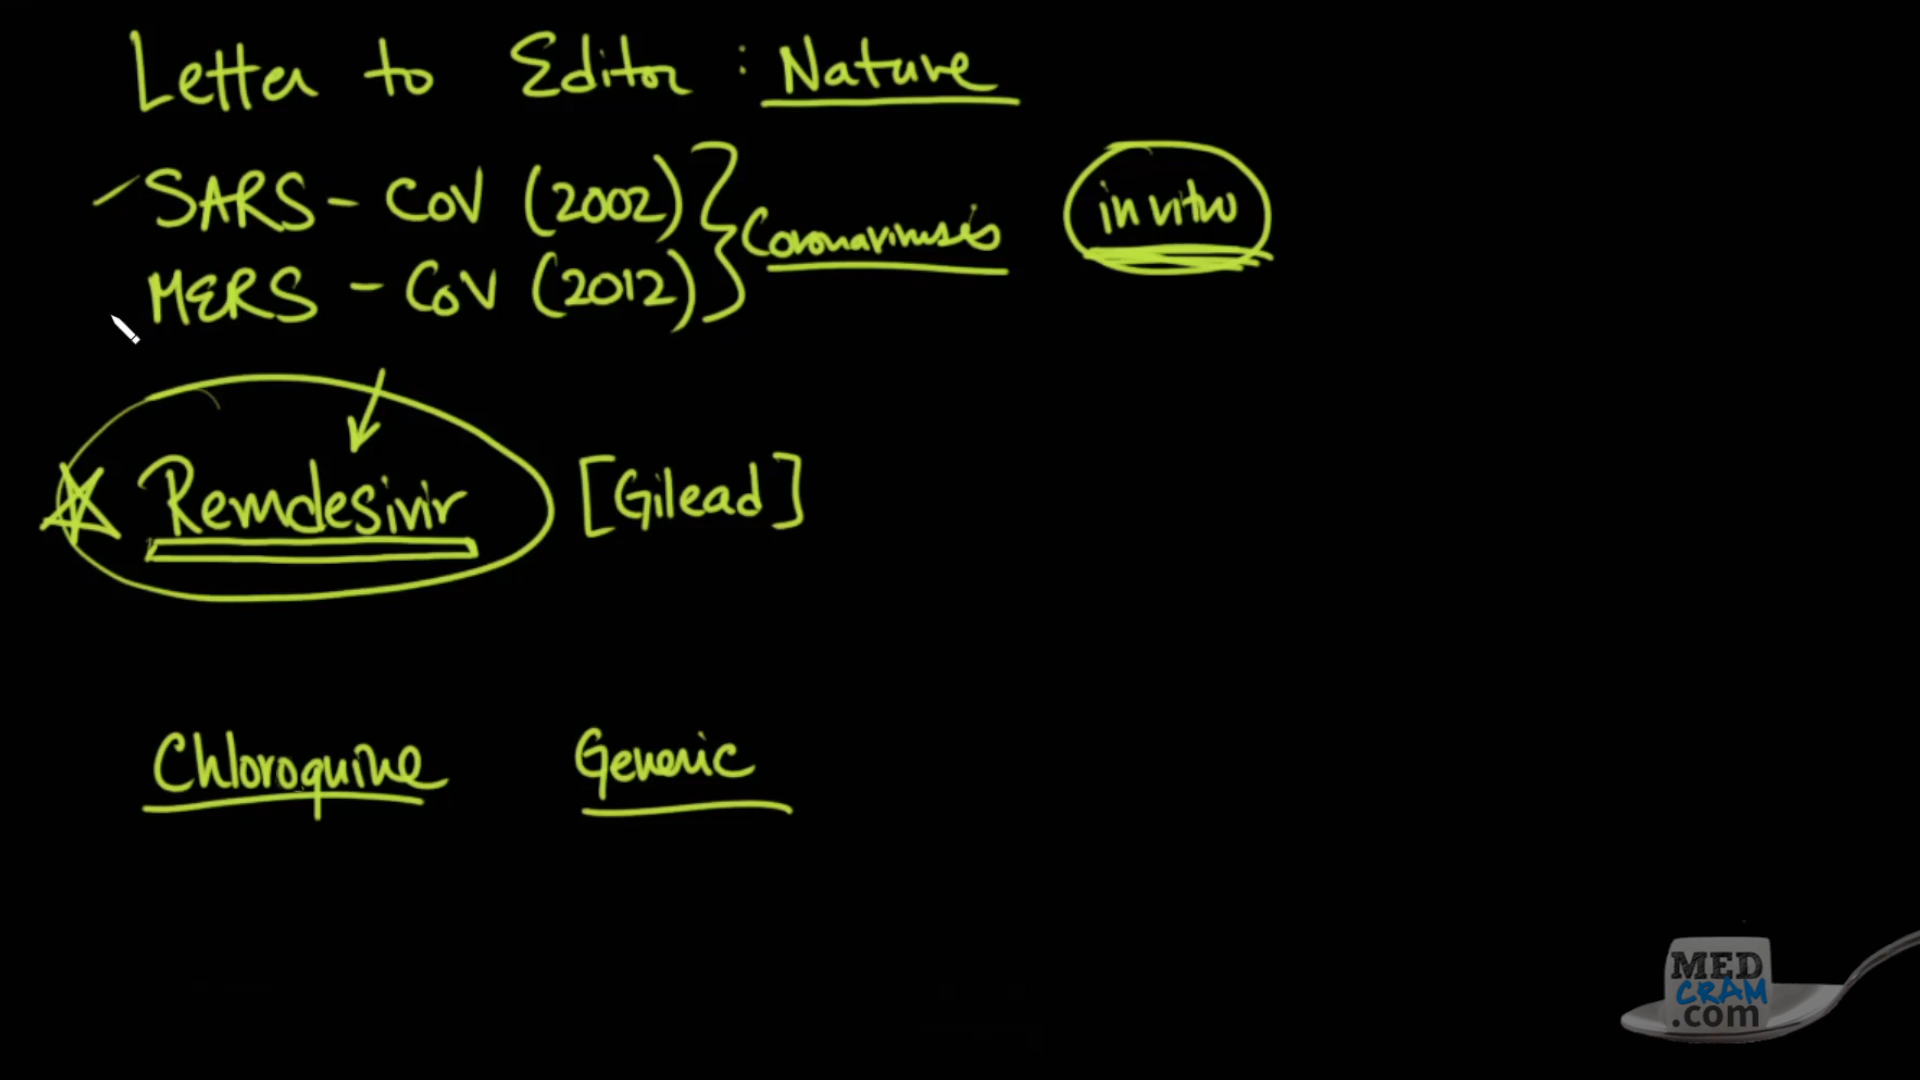 Letter to Editor : Nature
SARS - CoV (2002)
MERS - CoV (2012)
Coronaviruses
in vitro
Remdesivir [Gilead]
Chloroquine Generic
MED
CRAM
.com